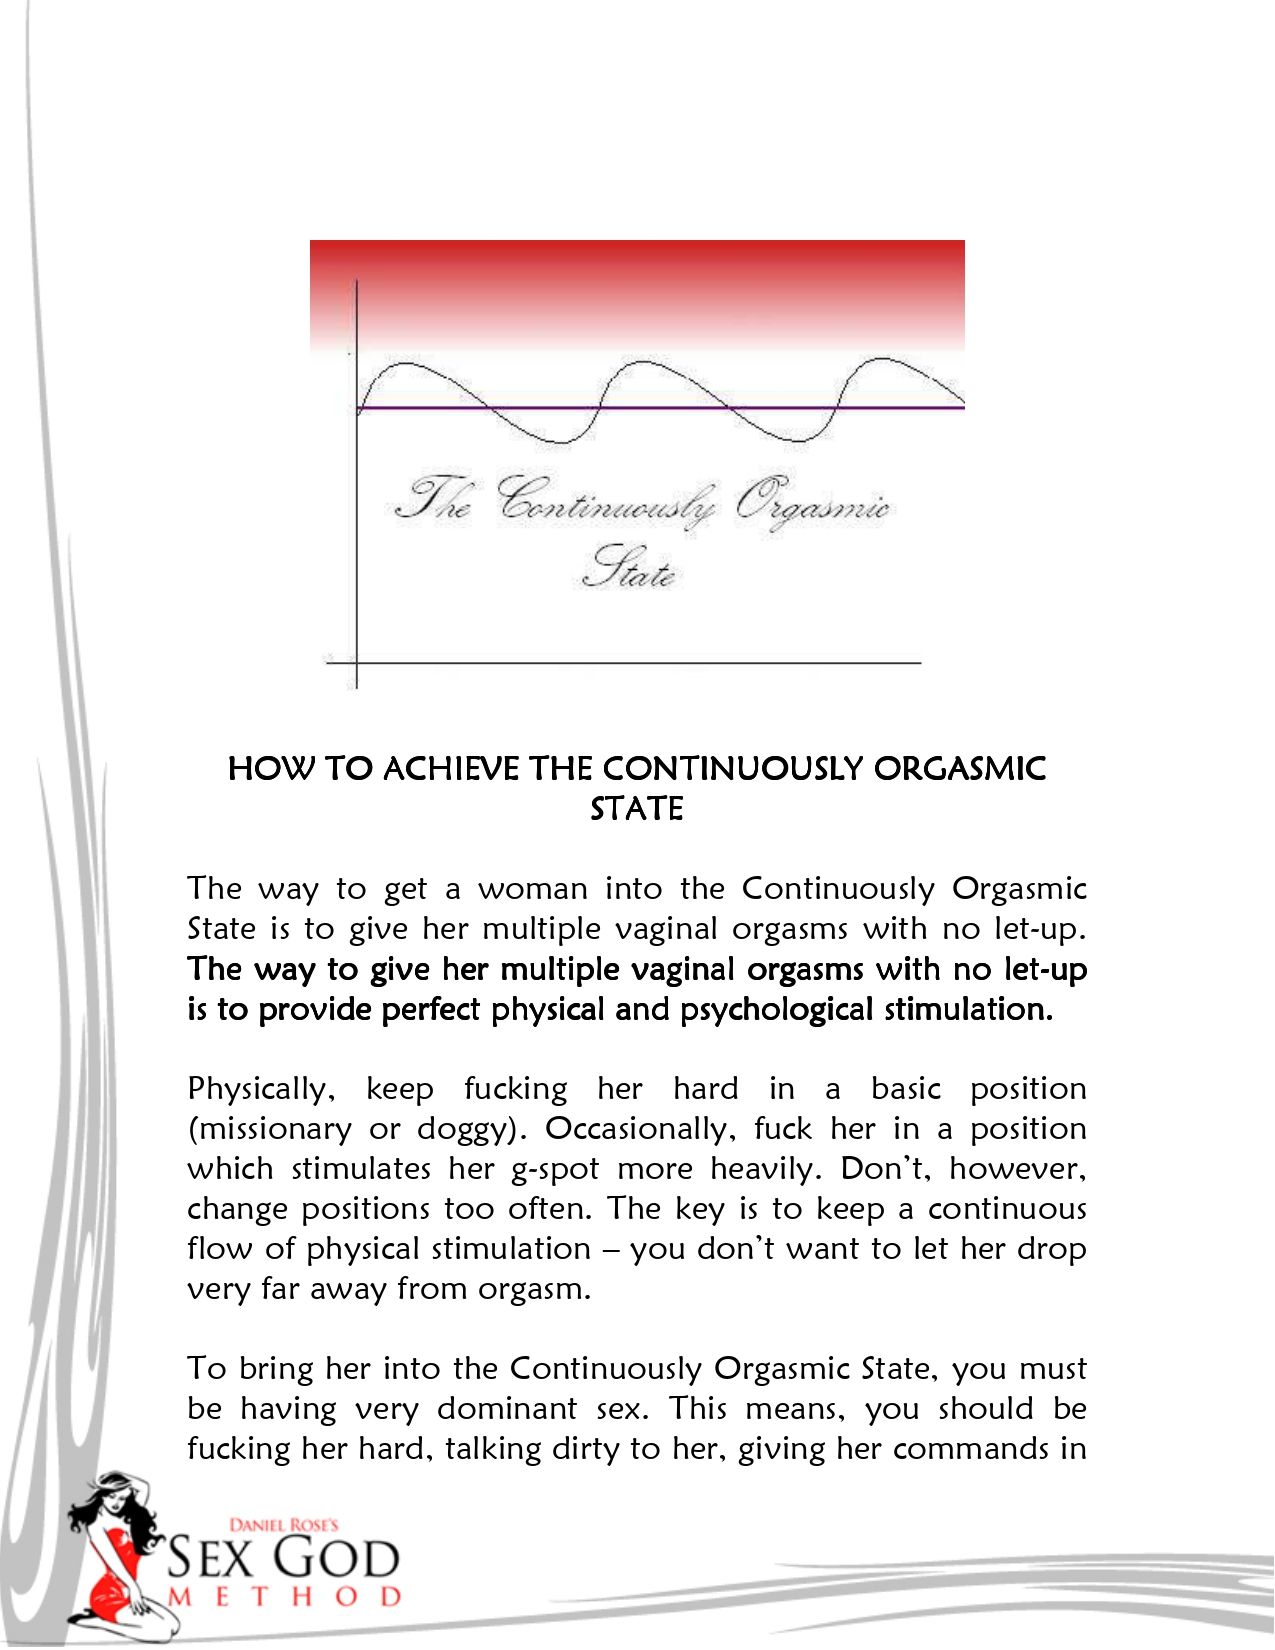 The Continuously Orgasmic
State
HOW TO ACHIEVE THE CONTINUOUSLY ORGASMIC
STATE
The way to get a woman into the Continuously Orgasmic
State is to give her multiple vaginal orgasms with no let-up.
The way to give her multiple vaginal orgasms with no let-up
is to provide perfect physical and psychological stimulation.
Physically, keep fucking her hard in a basic position
(missionary or doggy). Occasionally, fuck her in a position
which stimulates her g-spot more heavily. Don’t, however,
change positions too often. The key is to keep a continuous
flow of physical stimulation – you don’t want to let her drop
very far away from orgasm.
To bring her into the Continuously Orgasmic State, you must
be having very dominant sex. This means, you should be
fucking her hard, talking dirty to her, giving her commands in
DANIEL ROSE’S
SEX GOD
METHOD